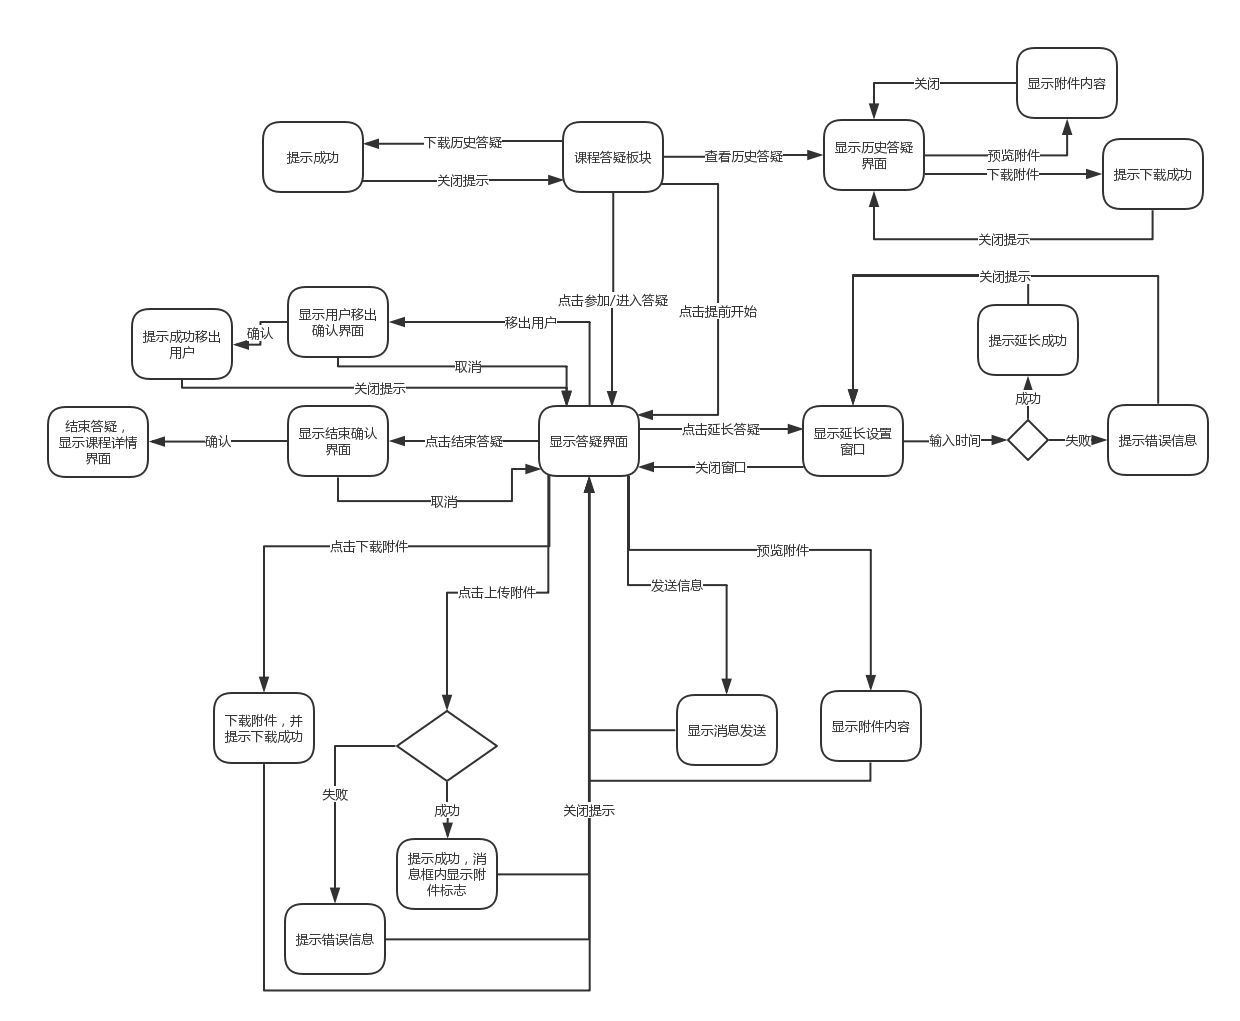 显示附件内容
关闭
提示成功
下载历史答疑
关闭提示
课程答疑板块
查看历史答疑
显示历史答疑
界面
预览附件
下载附件
提示下载成功
关闭提示
关闭提示
点击参加/进入答疑
点击提前开始
提示成功移出
用户
确认
显示用户移出
确认界面
移出用户
取消
关闭提示
提示延长成功
成功
结束答疑，
显示课程详情
界面
确认
显示结束确认
界面
点击结束答疑
显示答疑界面
点击延长答疑
关闭窗口
显示延长设置
窗口
输入时间
失败
提示错误信息
取消
点击下载附件
预览附件
点击上传附件
发送信息
下载附件，并
提示下载成功
显示消息发送
显示附件内容
失败
成功
关闭提示
提示成功，消
息框内显示附
件标志
提示错误信息